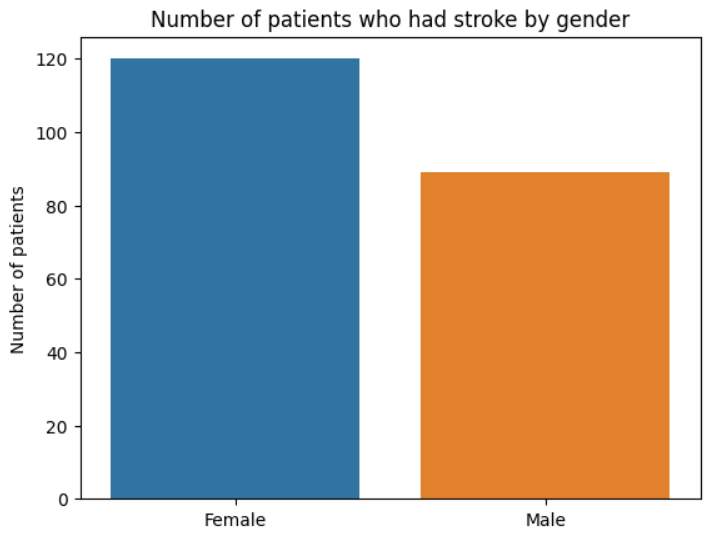 Number of patients who had stroke by gender
Number of patients
120
100
80
60
40
20
0
Female Male